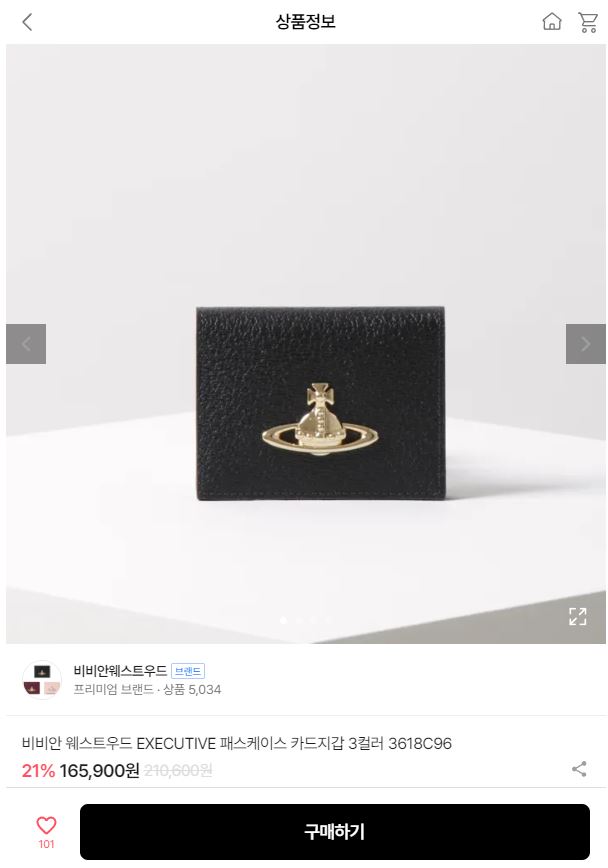 상품정보
비비안웨스트우드 브랜드
프리미엄 브랜드 · 상품 5,034
비비안 웨스트우드 EXECUTIVE 패스케이스 카드지갑 3컬러 3618C96
21% 165,900원 210,600원
101
구매하기